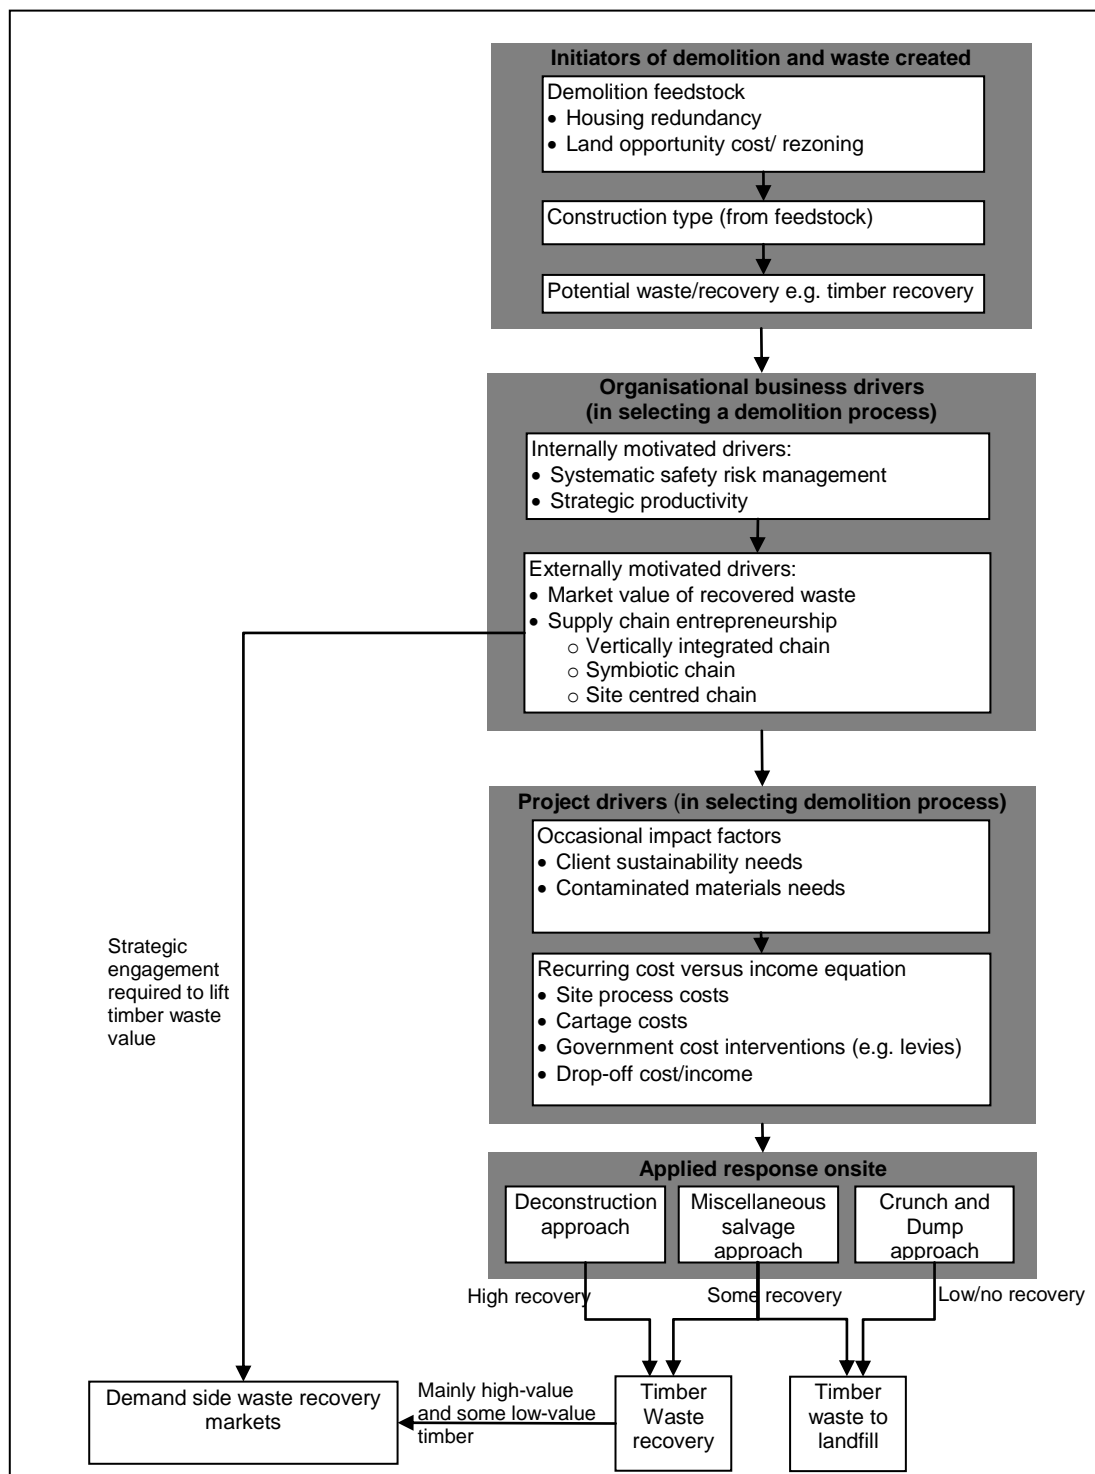 Initiators of demolition and waste created
Demolition feedstock
• Housing redundancy
• Land opportunity cost/ rezoning
Construction type (from feedstock)
Potential waste/recovery e.g. timber recovery
Organisational business drivers
(in selecting a demolition process)
Internally motivated drivers:
• Systematic safety risk management
• Strategic productivity
Externally motivated drivers:
• Market value of recovered waste
• Supply chain entrepreneurship
o Vertically integrated chain
o Symbiotic chain
o Site centred chain
Project drivers (in selecting demolition process)
Occasional impact factors
• Client sustainability needs
• Contaminated materials needs
Strategic
engagement
required to lift
timber waste
value
Recurring cost versus income equation
• Site process costs
• Cartage costs
• Government cost interventions (e.g. levies)
• Drop-off cost/income
Applied response onsite
Deconstruction
approach
Miscellaneous
salvage
approach
Crunch and
Dump
approach
High recovery
Some recovery
Low/no recovery
Demand side waste recovery
markets
Mainly high-value
and some low-value
timber
Timber
Waste
recovery
Timber
waste to
landfill